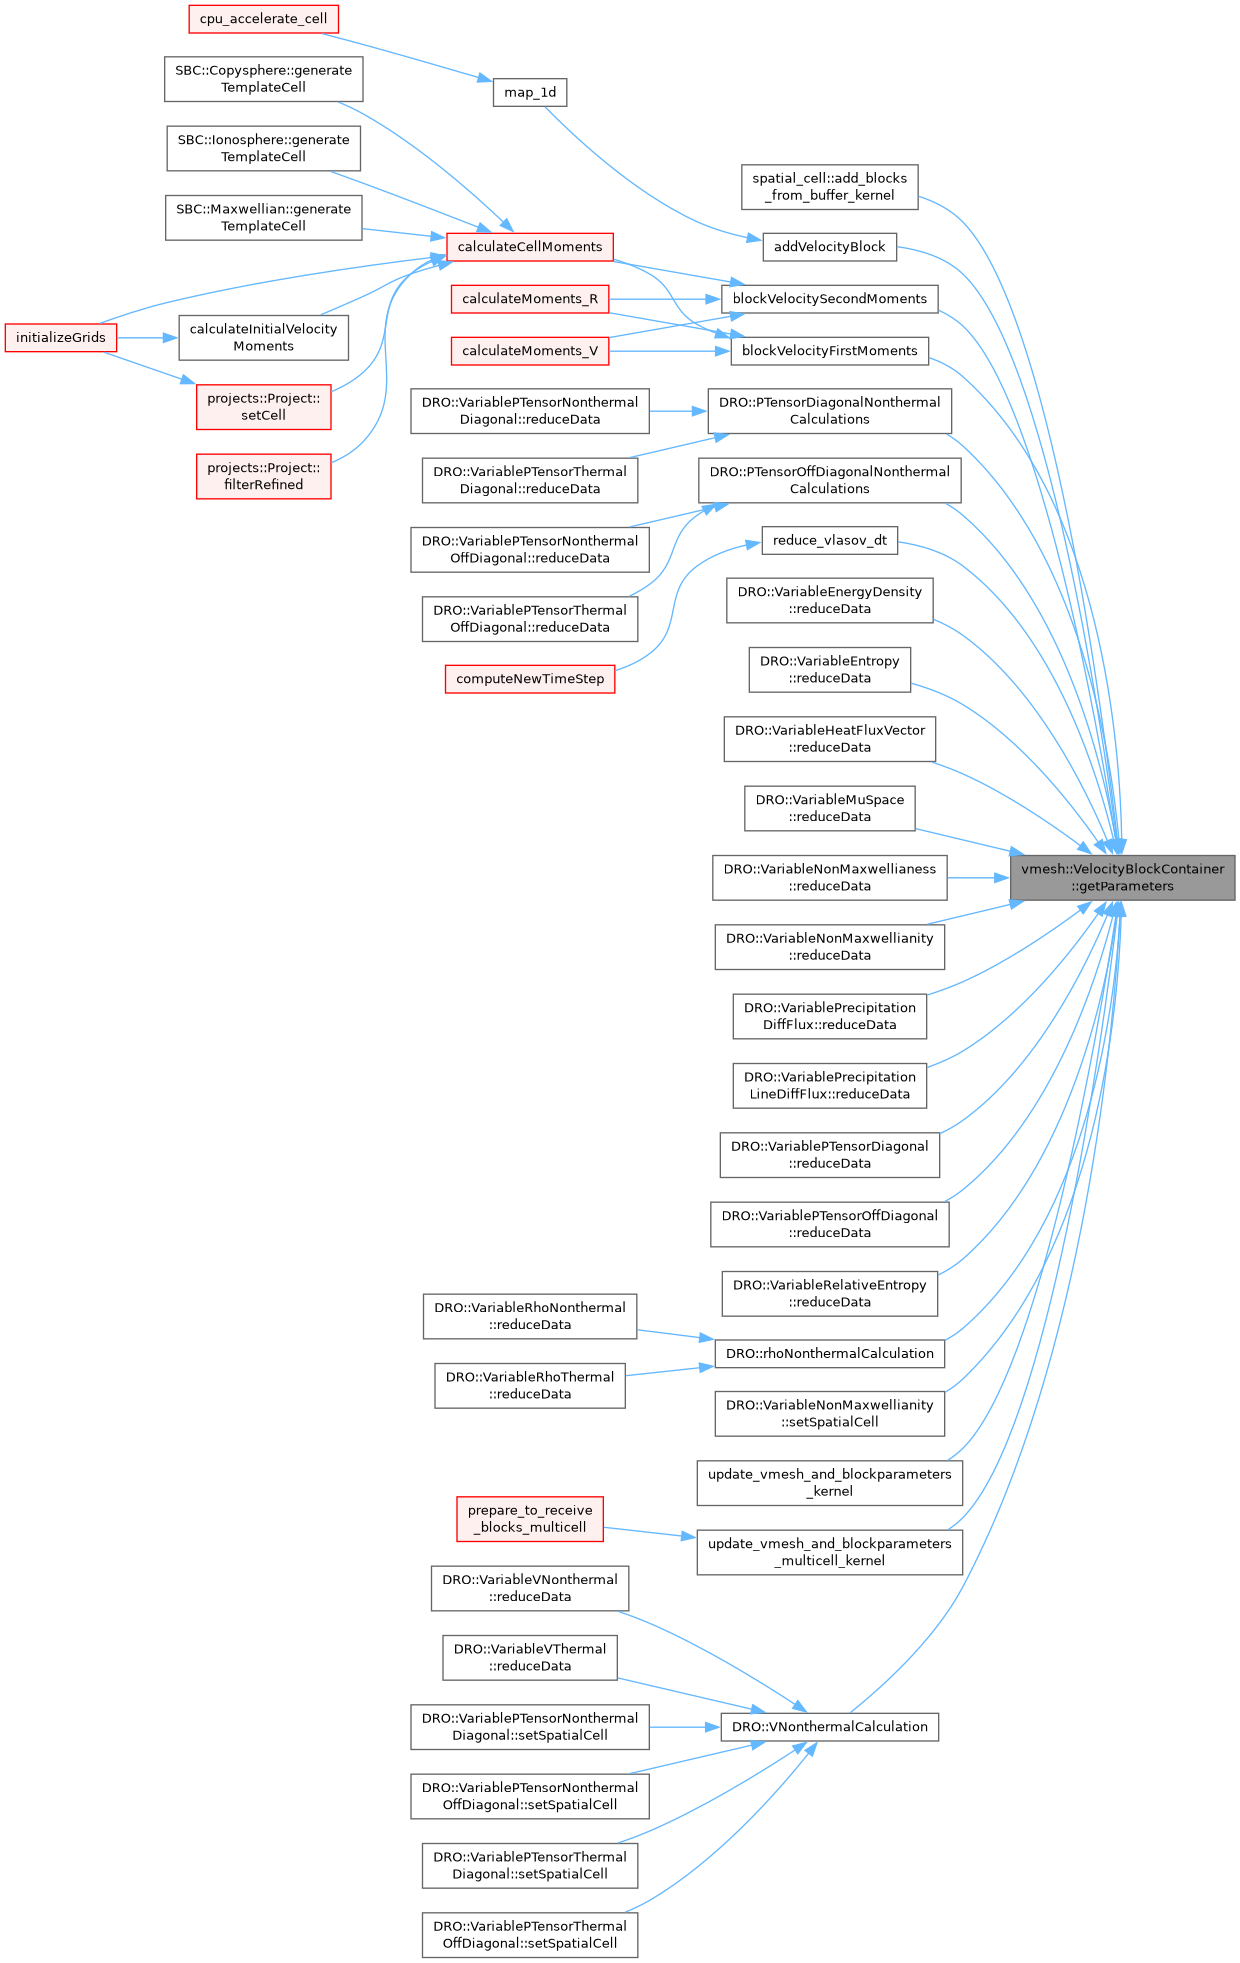 cpu_accelerate_cell
SBC::Copysphere::generate
TemplateCell
map_1d
SBC::Ionosphere::generate
TemplateCell
spatial_cell::add_blocks
_from_buffer_kernel
SBC::Maxwellian::generate
TemplateCell
calculateCellMoments
addVelocityBlock
calculateMoments_R
blockVelocitySecondMoments
initializeGrids
calculateInitialVelocity
Moments
calculateMoments_V
blockVelocityFirstMoments
projects::Project::
setCell
DRO::VariablePTensorNonthermal
Diagonal::reduceData
DRO::PTensorDiagonalNonthermal
Calculations
projects::Project::
filterRefined
DRO::VariablePTensorThermal
Diagonal::reduceData
DRO::PTensorOffDiagonalNonthermal
Calculations
DRO::VariablePTensorNonthermal
OffDiagonal::reduceData
reduce_vlasov_dt
DRO::VariablePTensorThermal
OffDiagonal::reduceData
DRO::VariableEnergyDensity
::reduceData
computeNewTimeStep
DRO::VariableEntropy
::reduceData
DRO::VariableHeatFluxVector
::reduceData
DRO::VariableMuSpace
::reduceData
vmesh::VelocityBlockContainer
::getParameters
DRO::VariableNonMaxwellianess
::reduceData
DRO::VariableNonMaxwellianity
::reduceData
DRO::VariablePrecipitation
DiffFlux::reduceData
DRO::VariablePrecipitation
LineDiffFlux::reduceData
DRO::VariablePTensorDiagonal
::reduceData
DRO::VariablePTensorOffDiagonal
::reduceData
DRO::VariableRelativeEntropy
::reduceData
DRO::VariableRhoNonthermal
::reduceData
DRO::rhoNonthermalCalculation
DRO::VariableRhoThermal
::reduceData
DRO::VariableNonMaxwellianity
::setSpatialCell
update_vmesh_and_blockparameters
_kernel
prepare_to_receive
_blocks_multicell
update_vmesh_and_blockparameters
_multicell_kernel
DRO::VariableVNonthermal
::reduceData
DRO::VariableVThermal
::reduceData
DRO::VariablePTensorNonthermal
Diagonal::setSpatialCell
DRO::VNonthermalCalculation
DRO::VariablePTensorNonthermal
OffDiagonal::setSpatialCell
DRO::VariablePTensorThermal
Diagonal::setSpatialCell
DRO::VariablePTensorThermal
OffDiagonal::setSpatialCell